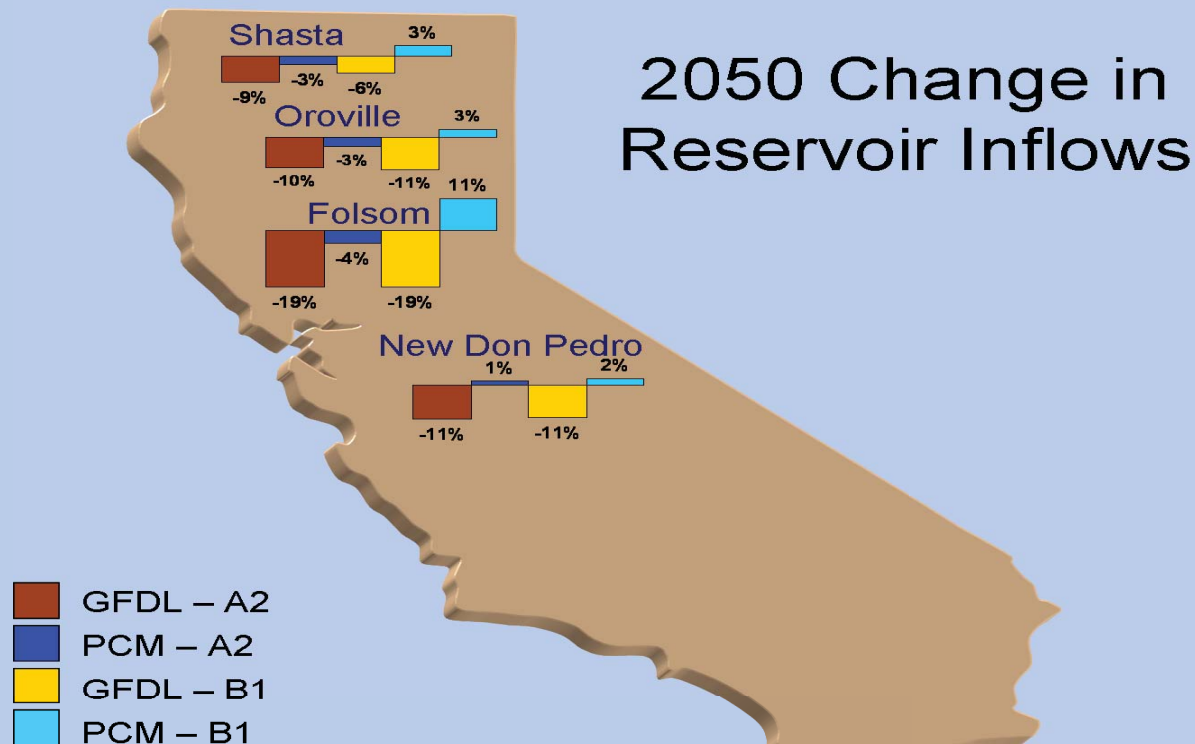 2050 Change in
Reservoir Inflows
Shasta
3%
-3%
-6%
-9%
Oroville
3%
-3%
-10%
-11%
11%
Folsom
-4%
-19%
-19%
New Don Pedro
1%
2%
-11%
-11%
GFDL – A2
PCM – A2
GFDL – B1
PCM – B1